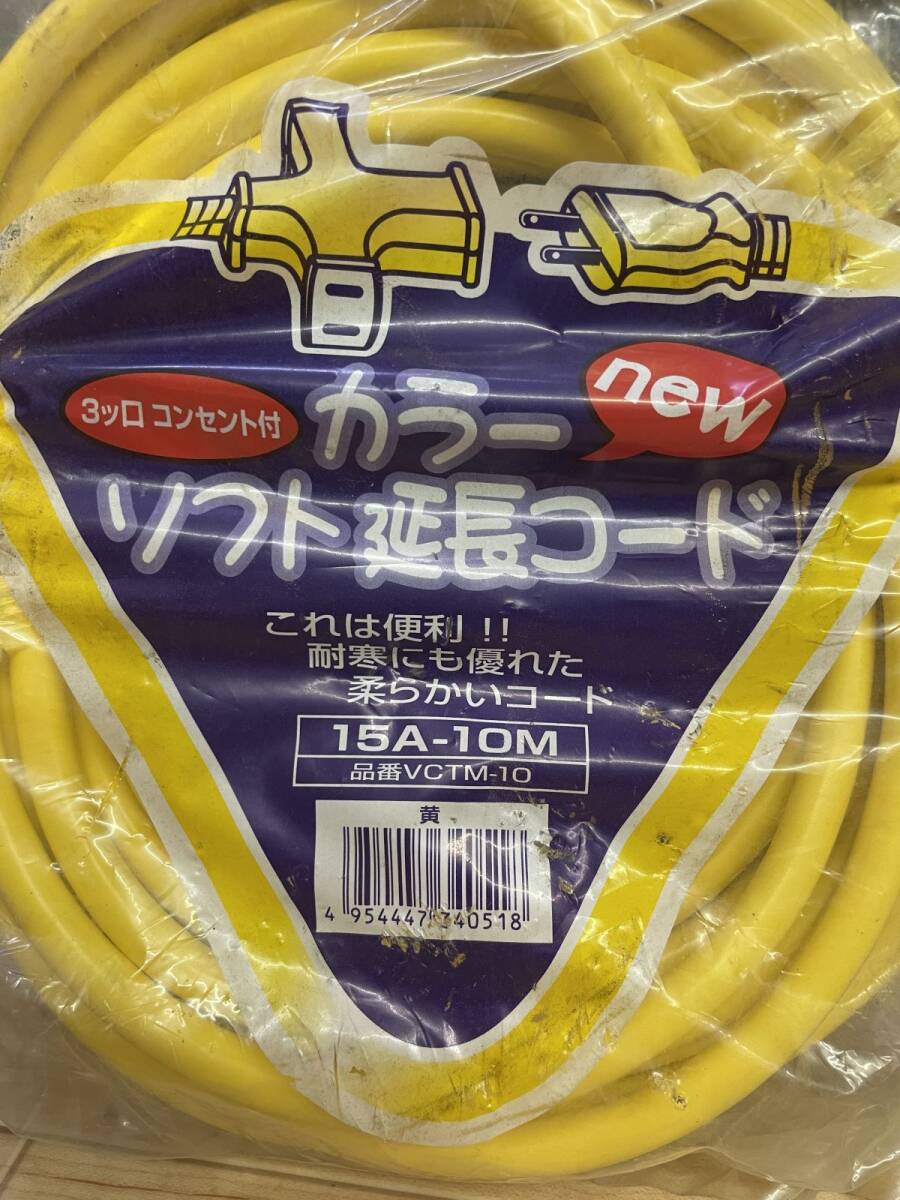 new
3ッ口 コンセント付
カラー
ソフト 延長コード
これは便利!!
耐寒にも優れた
柔らかいコード
15A-10M
品番VCTM-10
黄
4 954447 340518